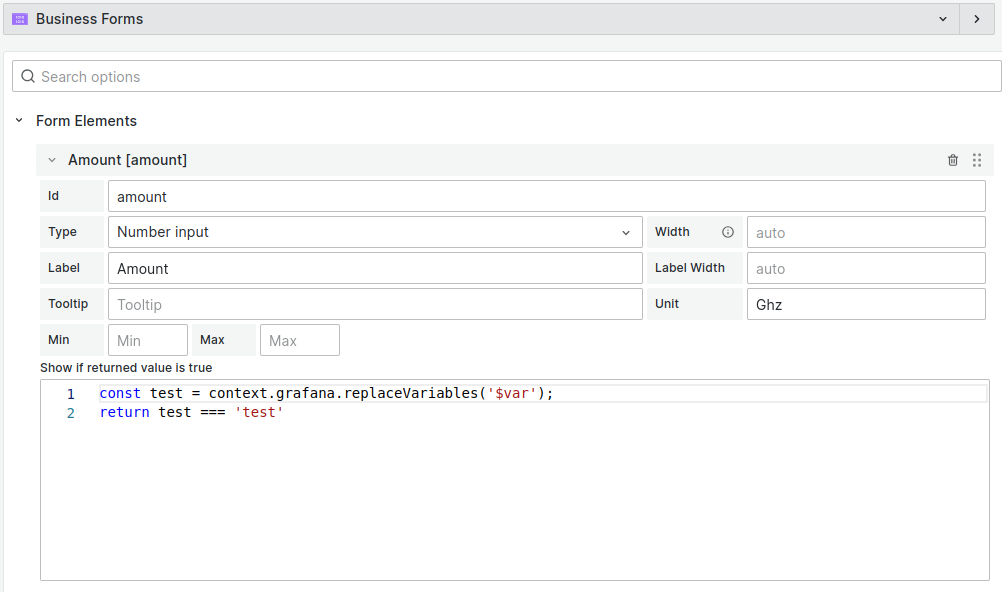 Business Forms
Search options
Form Elements
Amount [amount]
Id amount
Type Number input Width auto
Label Amount Label Width auto
Tooltip Tooltip Unit Ghz
Min Min Max Max
Show if returned value is true
1 const test = context.grafana.replaceVariables('$var');
2 return test === 'test'